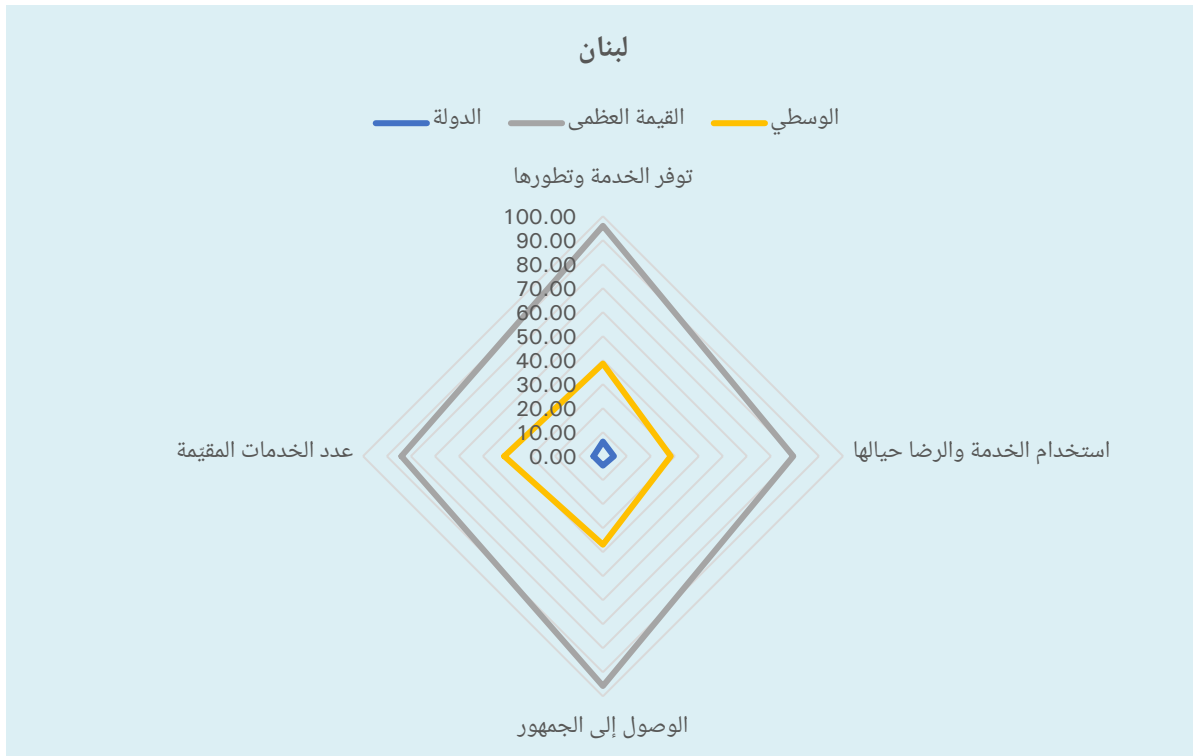 لبنان
الدولة القيمة العظمى الوسطي
توفر الخدمة وتطورها
100.00
90.00
80.00
70.00
60.00
50.00
40.00
30.00
20.00
10.00
0.00
استخدام الخدمة والرضا حيالها
عدد الخدمات المقيّمة
الوصول إلى الجمهور